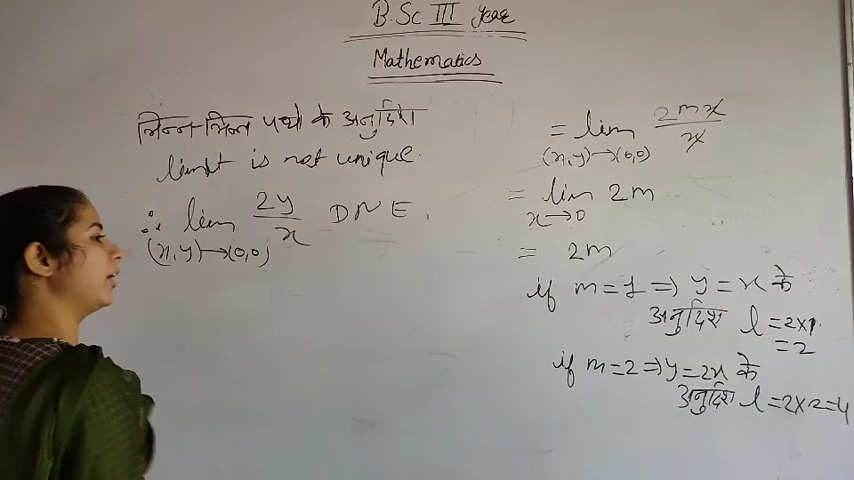 B.Sc III year
Mathematics
भिन्न-भिन्न पथो के अनुदिश
limit is not unique.
∴ lim 2y/x DNE.
(x,y)→(0,0)
= lim 2mx/x
(x,y)→(0,0)
= lim 2m
x→0
= 2m
if m=1 ⇒ y=x के
अनुदिश l=2×1
=2
if m=2 ⇒ y=2x के
अनुदिश l=2×2=4